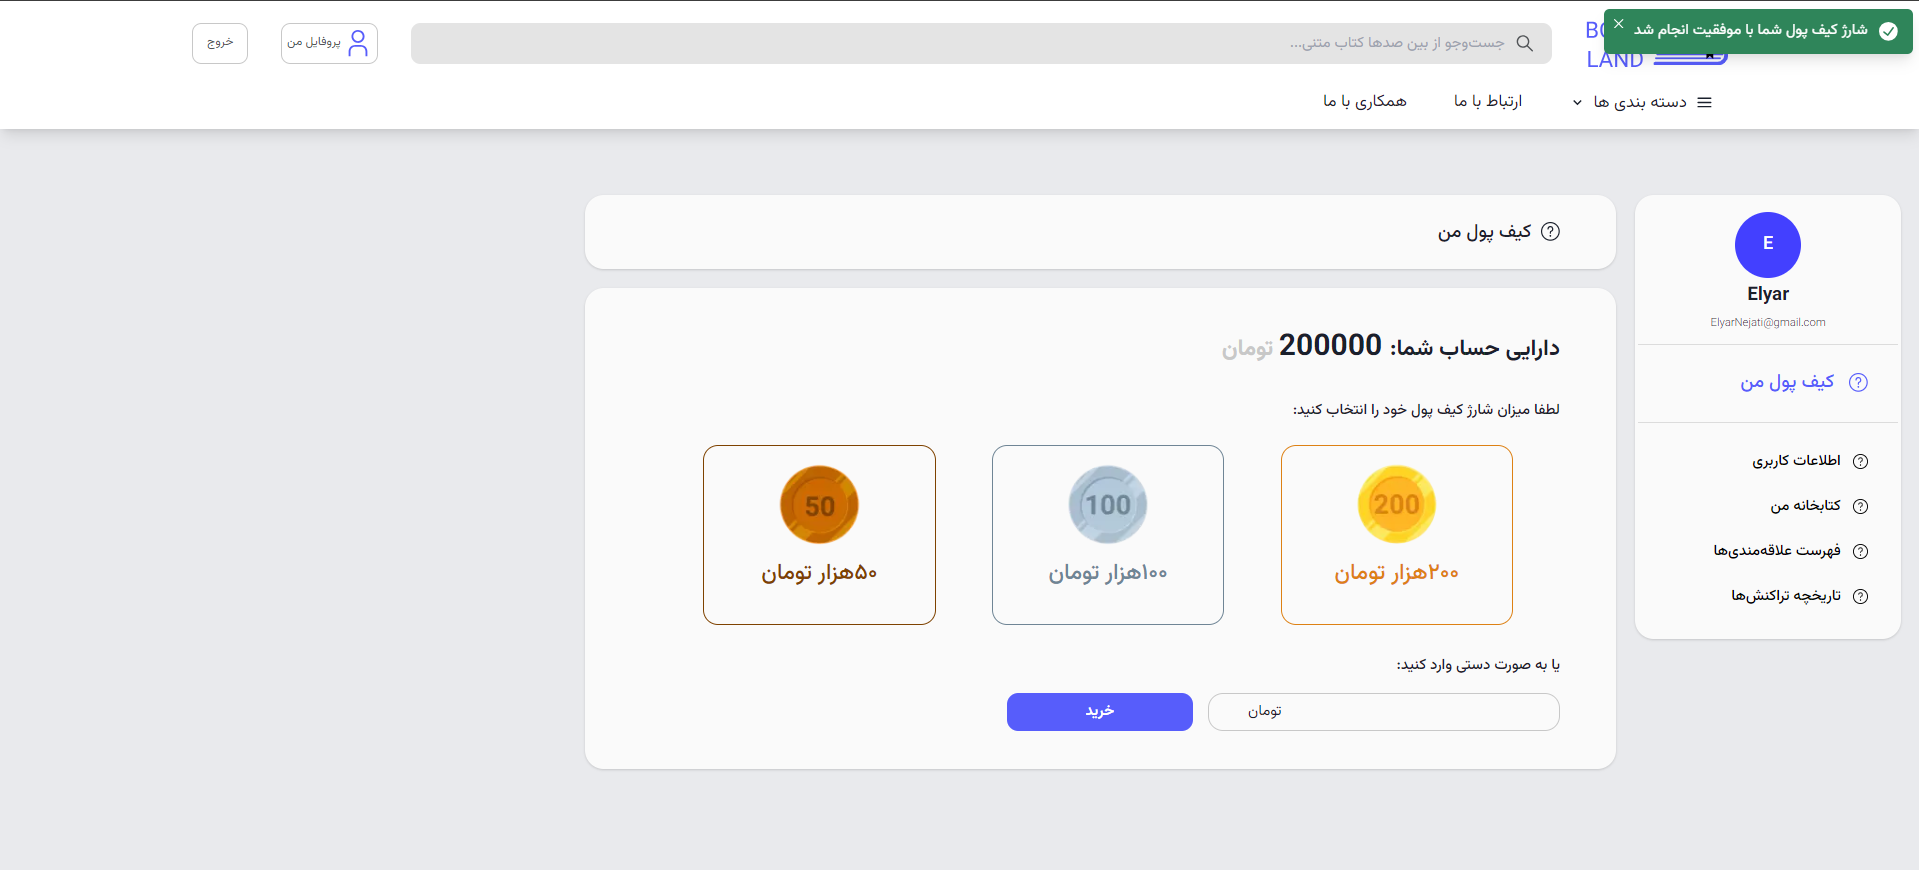 شارژ کیف پول شما با موفقیت انجام شد
LAND
جست‌وجو از بین صدها کتاب متنی...
پروفایل من
خروج
دسته بندی ها
ارتباط با ما
همکاری با ما
E
Elyar
ElyarNejati@gmail.com
کیف پول من
اطلاعات کاربری
کتابخانه من
فهرست علاقه‌مندی‌ها
تاریخچه تراکنش‌ها
کیف پول من
دارایی حساب شما: 200000 تومان
لطفا میزان شارژ کیف پول خود را انتخاب کنید:
200
۲۰۰هزار تومان
100
۱۰۰هزار تومان
50
۵۰هزار تومان
یا به صورت دستی وارد کنید:
تومان
خرید